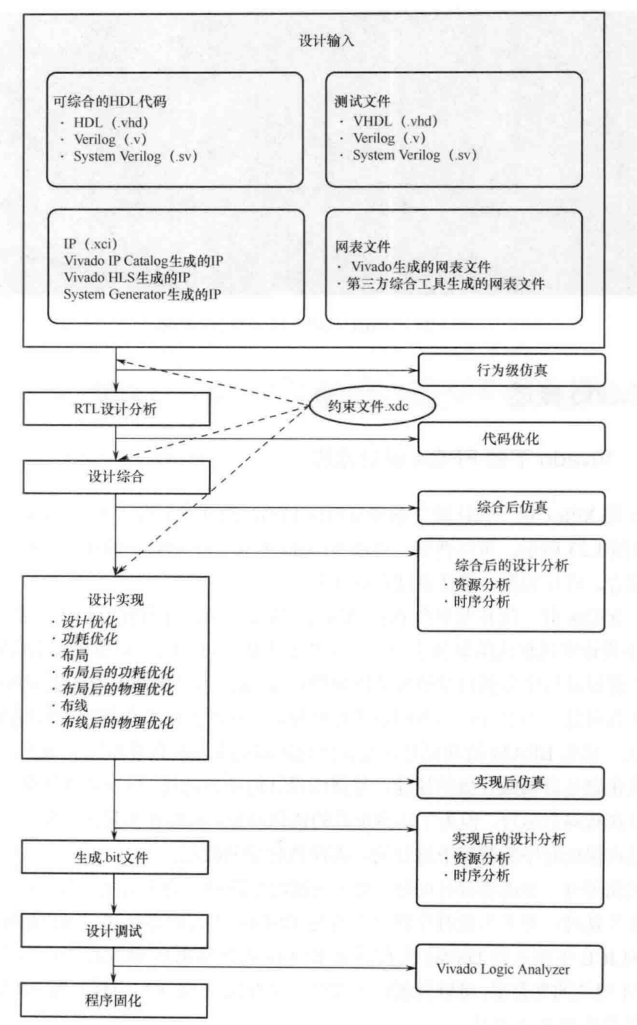 设计输入
可综合的HDL代码
· HDL（.vhd）
· Verilog（.v）
· System Verilog（.sv）
测试文件
· VHDL（.vhd）
· Verilog（.v）
· System Verilog（.sv）
IP（.xci）
Vivado IP Catalog生成的IP
Vivado HLS生成的IP
System Generator生成的IP
网表文件
· Vivado生成的网表文件
· 第三方综合工具生成的网表文件
行为级仿真
约束文件.xdc
RTL设计分析
代码优化
设计综合
综合后仿真
综合后的设计分析
· 资源分析
· 时序分析
设计实现
· 设计优化
· 功耗优化
· 布局
· 布局后的功耗优化
· 布局后的物理优化
· 布线
· 布线后的物理优化
实现后仿真
实现后的设计分析
· 资源分析
· 时序分析
生成.bit文件
设计调试
Vivado Logic Analyzer
程序固化